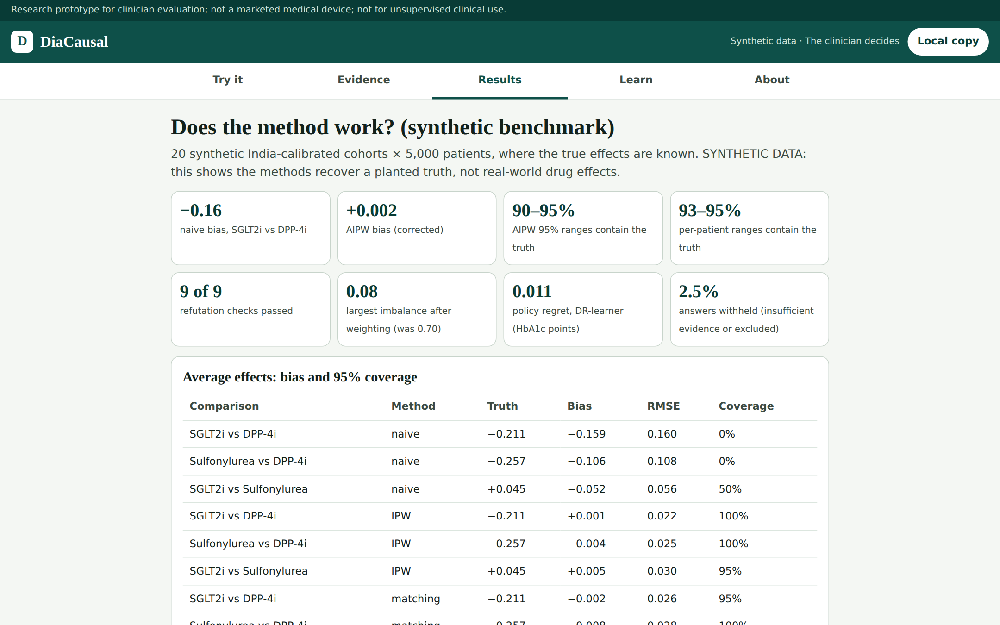 Research prototype for clinician evaluation; not a marketed medical device; not for unsupervised clinical use.
D DiaCausal
Synthetic data · The clinician decides
Local copy
Try it Evidence Results Learn About
Does the method work? (synthetic benchmark)
20 synthetic India-calibrated cohorts × 5,000 patients, where the true effects are known. SYNTHETIC DATA:
this shows the methods recover a planted truth, not real-world drug effects.
−0.16
naive bias, SGLT2i vs DPP-4i
+0.002
AIPW bias (corrected)
90–95%
AIPW 95% ranges contain the
truth
93–95%
per-patient ranges contain the
truth
9 of 9
refutation checks passed
0.08
largest imbalance after
weighting (was 0.70)
0.011
policy regret, DR-learner
(HbA1c points)
2.5%
answers withheld (insufficient
evidence or excluded)
Average effects: bias and 95% coverage
Comparison Method Truth Bias RMSE Coverage
SGLT2i vs DPP-4i naive −0.211 −0.159 0.160 0%
Sulfonylurea vs DPP-4i naive −0.257 −0.106 0.108 0%
SGLT2i vs Sulfonylurea naive +0.045 −0.052 0.056 50%
SGLT2i vs DPP-4i IPW −0.211 +0.001 0.022 100%
Sulfonylurea vs DPP-4i IPW −0.257 −0.004 0.025 100%
SGLT2i vs Sulfonylurea IPW +0.045 +0.005 0.030 95%
SGLT2i vs DPP-4i matching −0.211 −0.002 0.026 95%
Sulfonylurea vs DPP-4i matching −0.257 −0.008 0.028 100%